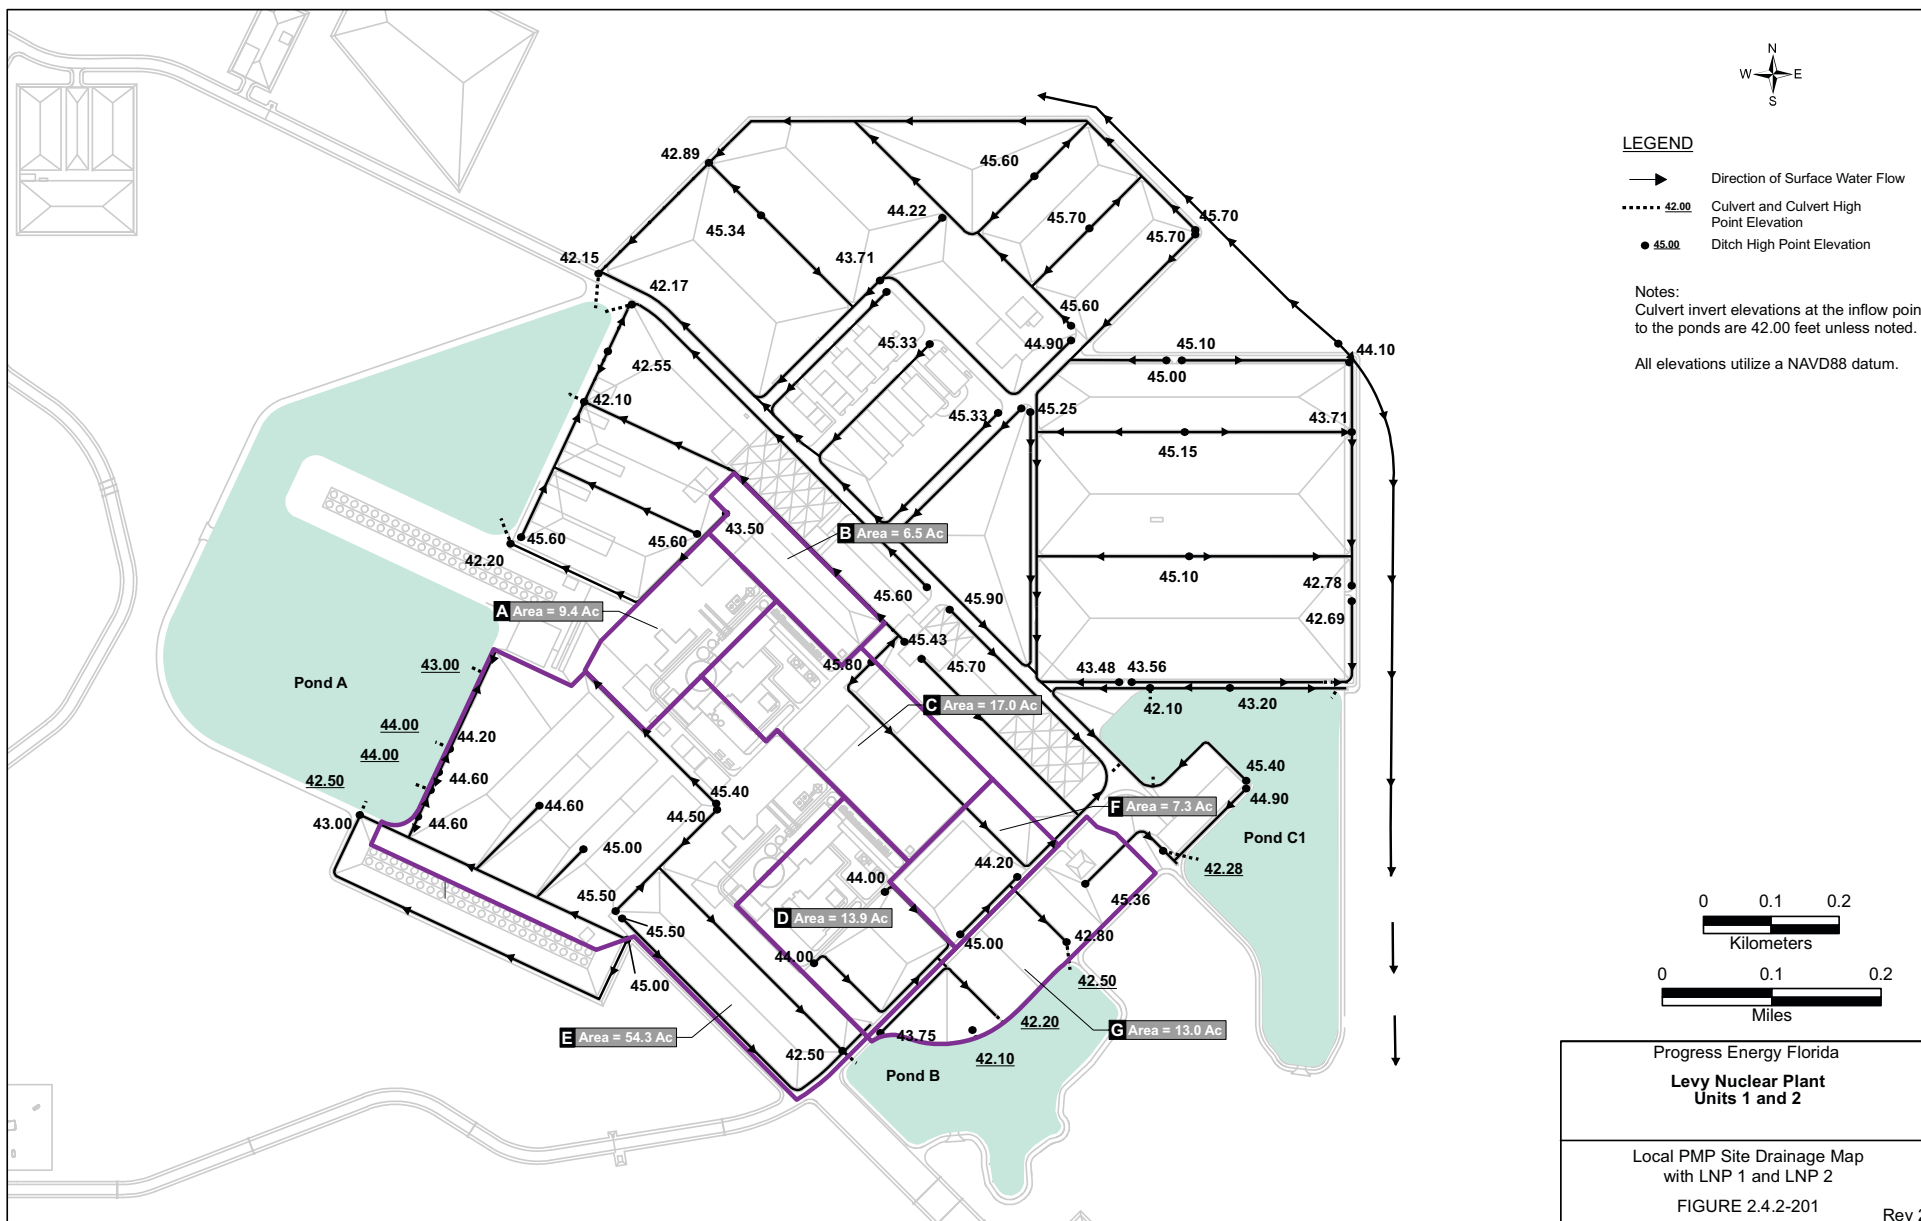 N
W E
S
LEGEND
Direction of Surface Water Flow
42.00 Culvert and Culvert High
Point Elevation
45.00 Ditch High Point Elevation
Notes:
Culvert invert elevations at the inflow poin
to the ponds are 42.00 feet unless noted.
All elevations utilize a NAVD88 datum.
42.89
45.60
44.22
45.70
45.70
45.70
45.34
43.71
42.15
42.17
45.60
45.33
44.90
45.10
44.10
45.00
42.55
42.10
45.33
45.25
43.71
45.15
43.50
B Area = 6.5 Ac
45.60
45.60
42.20
45.10
42.78
45.60
45.90
A Area = 9.4 Ac
42.69
45.43
45.80
45.70
43.00
43.48
43.56
Pond A
C Area = 17.0 Ac
42.10
43.20
44.00
44.20
44.00
42.50
44.60
45.40
44.60
45.40
44.90
43.00
44.60
44.50
F Area = 7.3 Ac
Pond C1
45.00
44.20
42.28
44.00
45.36
45.50
D Area = 13.9 Ac
45.50
45.00
42.80
44.00
45.00
42.50
42.20
E Area = 54.3 Ac
43.75
G Area = 13.0 Ac
42.50
42.10
Pond B
0 0.1 0.2
Kilometers
0 0.1 0.2
Miles
Progress Energy Florida
Levy Nuclear Plant
Units 1 and 2
Local PMP Site Drainage Map
with LNP 1 and LNP 2
FIGURE 2.4.2-201
Rev 2